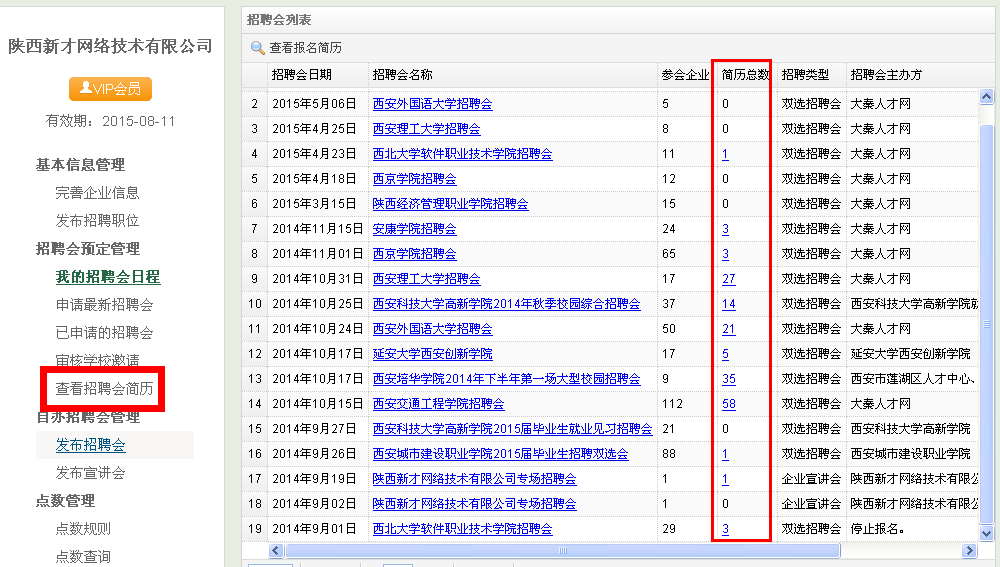 陕西新才网络技术有限公司
VIP会员
有效期：2015-08-11
基本信息管理
完善企业信息
发布招聘职位
招聘会预定管理
我的招聘会日程
申请最新招聘会
已申请的招聘会
审核学校邀请
查看招聘会简历
自办招聘会管理
发布招聘会
发布宣讲会
点数管理
点数规则
点数查询
招聘会列表
查看报名简历
招聘会日期 招聘会名称 参会企业 简历总数 招聘类型 招聘会主办方
2 2015年5月06日 西安外国语大学招聘会 5 0 双选招聘会 大秦人才网
3 2015年4月25日 西安理工大学招聘会 8 0 双选招聘会 大秦人才网
4 2015年4月23日 西北大学软件职业技术学院招聘会 11 1 双选招聘会 大秦人才网
5 2015年4月18日 西京学院招聘会 12 0 双选招聘会 大秦人才网
6 2015年3月15日 陕西经济管理职业学院招聘会 15 0 双选招聘会 大秦人才网
7 2014年11月15日 安康学院招聘会 24 3 双选招聘会 大秦人才网
8 2014年11月01日 西京学院招聘会 65 3 双选招聘会 大秦人才网
9 2014年10月31日 西安理工大学招聘会 17 27 双选招聘会 大秦人才网
10 2014年10月25日 西安科技大学高新学院2014年秋季校园综合招聘会 37 14 双选招聘会 西安科技大学高新学院就
11 2014年10月24日 西安外国语大学招聘会 50 21 双选招聘会 大秦人才网
12 2014年10月17日 延安大学西安创新学院 17 5 双选招聘会 延安大学西安创新学院
13 2014年10月17日 西安培华学院2014年下半年第一场大型校园招聘会 9 35 双选招聘会 西安市莲湖区人才中心、
14 2014年10月15日 西安交通工程学院招聘会 112 58 双选招聘会 大秦人才网
15 2014年9月27日 西安科技大学高新学院2015届毕业生就业见习招聘会 21 0 双选招聘会 西安科技大学高新学院
16 2014年9月26日 西安城市建设职业学院2015届毕业生招聘双选会 88 1 双选招聘会 西安城市建设职业学院
17 2014年9月19日 陕西新才网络技术有限公司专场招聘会 1 1 企业宣讲会 陕西新才网络技术有限公
18 2014年9月02日 陕西新才网络技术有限公司专场招聘会 1 0 企业宣讲会 陕西新才网络技术有限公
19 2014年9月01日 西北大学软件职业技术学院招聘会 29 3 双选招聘会 停止报名。